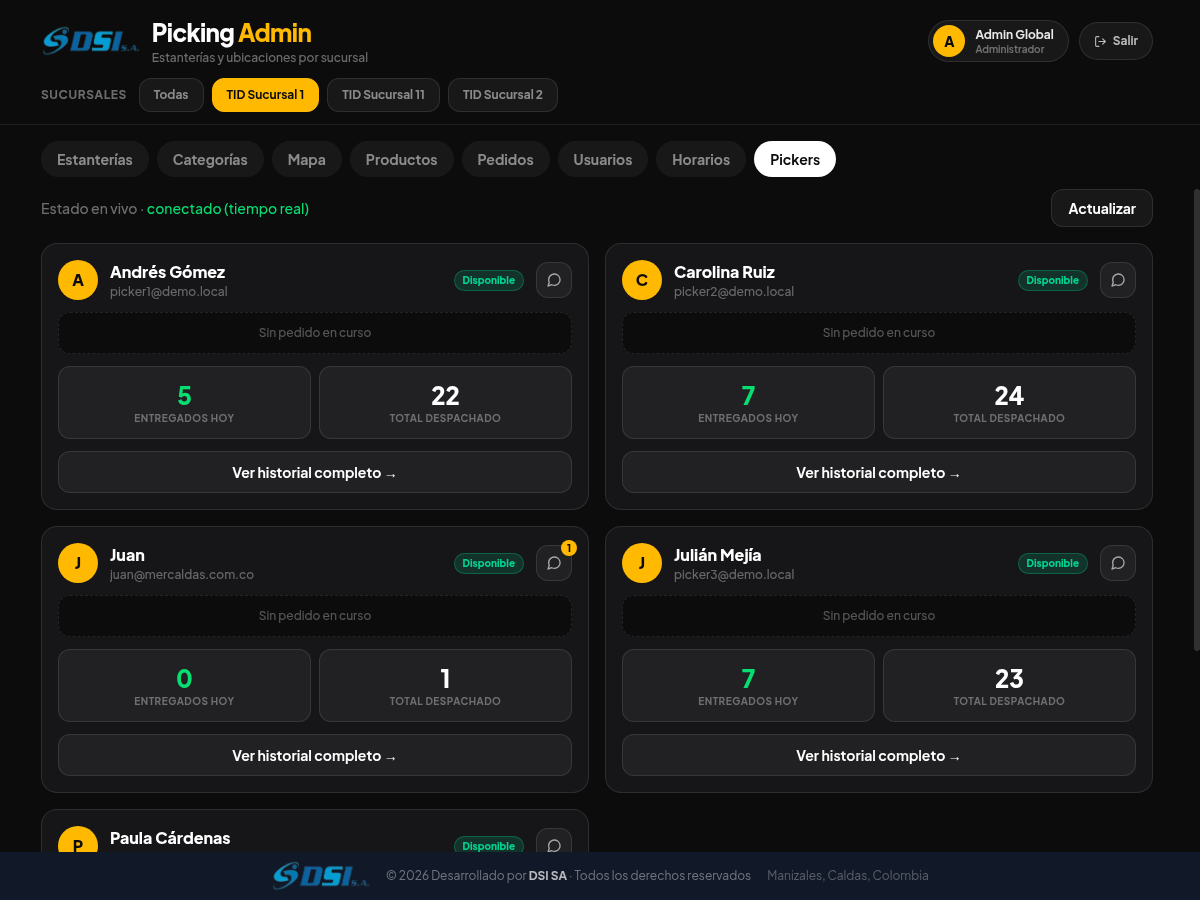 DSI S.A.
Picking Admin
Estanterías y ubicaciones por sucursal
A
Admin Global
Administrador
Salir
SUCURSALES
Todas
TID Sucursal 1
TID Sucursal 11
TID Sucursal 2
Estanterías
Categorías
Mapa
Productos
Pedidos
Usuarios
Horarios
Pickers
Estado en vivo · conectado (tiempo real)
Actualizar
A
Andrés Gómez
picker1@demo.local
Disponible
Sin pedido en curso
5
ENTREGADOS HOY
22
TOTAL DESPACHADO
Ver historial completo →
C
Carolina Ruiz
picker2@demo.local
Disponible
Sin pedido en curso
7
ENTREGADOS HOY
24
TOTAL DESPACHADO
Ver historial completo →
J
Juan
juan@mercaldas.com.co
Disponible
1
Sin pedido en curso
0
ENTREGADOS HOY
1
TOTAL DESPACHADO
Ver historial completo →
J
Julián Mejía
picker3@demo.local
Disponible
Sin pedido en curso
7
ENTREGADOS HOY
23
TOTAL DESPACHADO
Ver historial completo →
P
Paula Cárdenas
Disponible
DSI S.A.
© 2026 Desarrollado por DSI SA · Todos los derechos reservados
Manizales, Caldas, Colombia